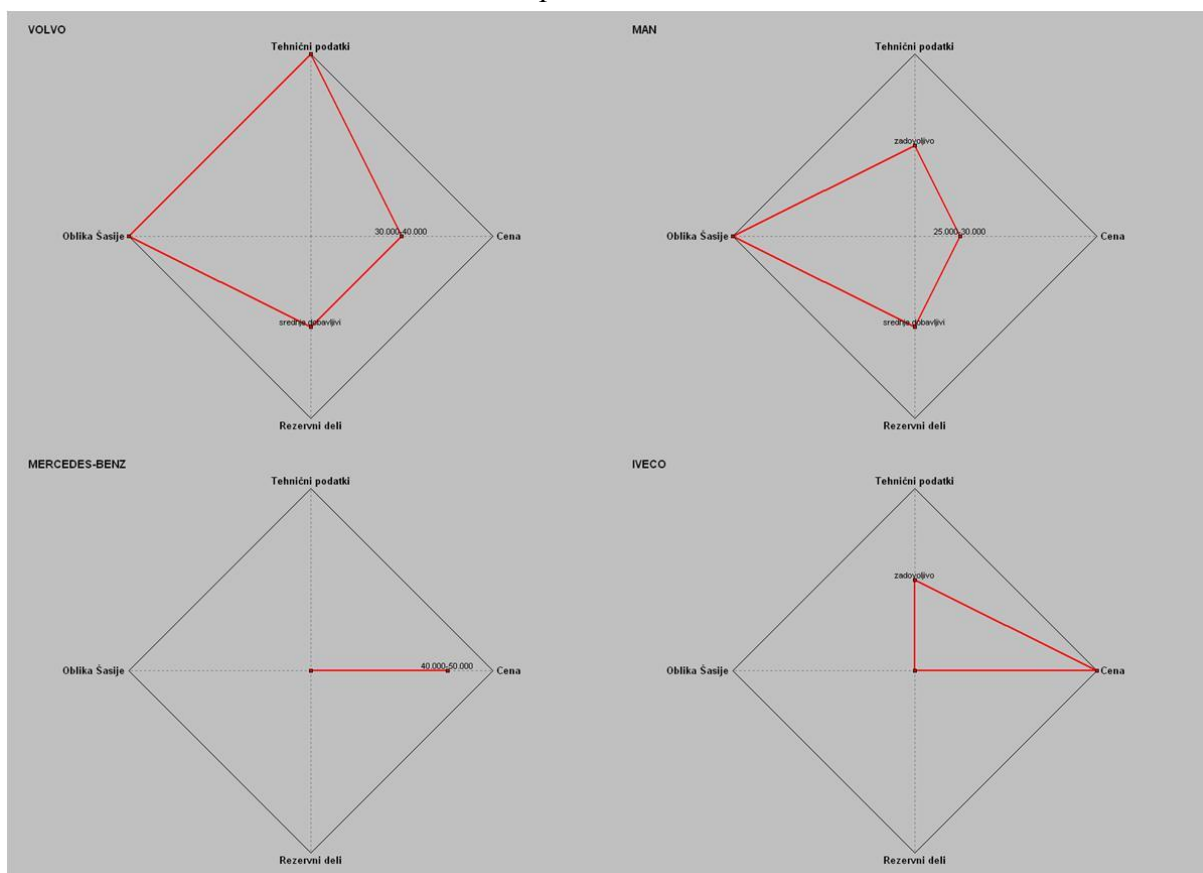 VOLVO
Tehnični podatki
30.000-40.000
Oblika Šasije
Cena
srednje dobavljivi
Rezervni deli
MAN
Tehnični podatki
zadovoljivo
25.000-30.000
Oblika Šasije
Cena
srednje dobavljivi
Rezervni deli
MERCEDES-BENZ
Tehnični podatki
40.000-50.000
Oblika Šasije
Cena
Rezervni deli
IVECO
Tehnični podatki
zadovoljivo
Oblika Šasije
Cena
Rezervni deli